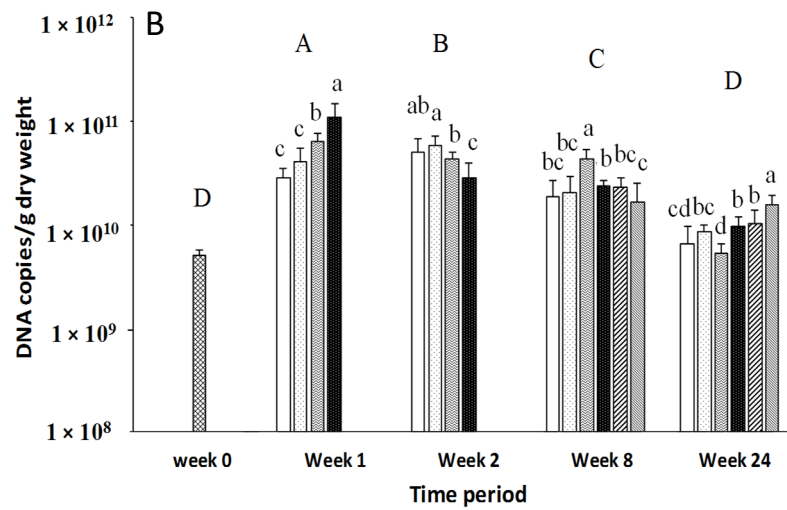 B
DNA copies/g dry weight
1 × 10¹²
1 × 10¹¹
1 × 10¹⁰
1 × 10⁹
1 × 10⁸
D
A
B
C
D
c c b a
ab a b c
bc bc a b bc c
cd bc d b b a
week 0 Week 1 Week 2 Week 8 Week 24
Time period